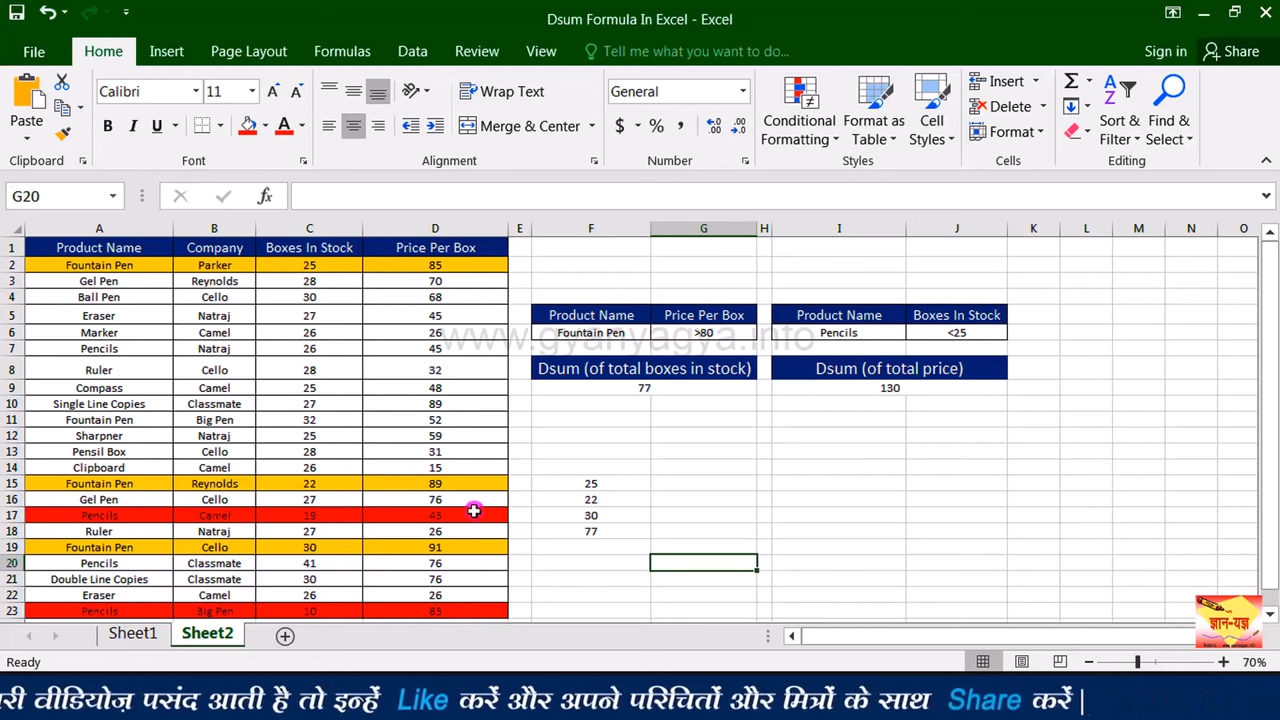 Dsum Formula In Excel - Excel
File Home Insert Page Layout Formulas Data Review View Tell me what you want to do... Sign in Share
Paste
Clipboard
Calibri 11
B I U
Font
Wrap Text
Merge & Center
Alignment
General
$ % ,
Number
Conditional Formatting
Format as Table
Cell Styles
Styles
Insert
Delete
Format
Cells
Sort & Filter
Find & Select
Editing
G20 fx
A B C D E F G H I J K L M N O
1 Product Name Company Boxes In Stock Price Per Box
2 Fountain Pen Parker 25 85
3 Gel Pen Reynolds 28 70
4 Ball Pen Cello 30 68
5 Eraser Natraj 27 45 Product Name Price Per Box Product Name Boxes In Stock
6 Marker Camel 26 26 Fountain Pen >80 Pencils <25
www.gyanyagya.info
7 Pencils Natraj 26 45
8 Ruler Cello 28 32 Dsum (of total boxes in stock) Dsum (of total price)
9 Compass Camel 25 48 77 130
10 Single Line Copies Classmate 27 89
11 Fountain Pen Big Pen 32 52
12 Sharpner Natraj 25 59
13 Pensil Box Cello 28 31
14 Clipboard Camel 26 15
15 Fountain Pen Reynolds 22 89 25
16 Gel Pen Cello 27 76 22
17 Pencils Camel 19 45 30
18 Ruler Natraj 27 26 77
19 Fountain Pen Cello 30 91
20 Pencils Classmate 41 76
21 Double Line Copies Classmate 30 76
22 Eraser Camel 26 26
23 Pencils Big Pen 10 85
ज्ञान-यज्ञ
Sheet1 Sheet2
Ready 70%
री वीडियोज़ पसंद आती है तो इन्हें Like करें और अपने परिचितों और मित्रों के साथ Share करें |